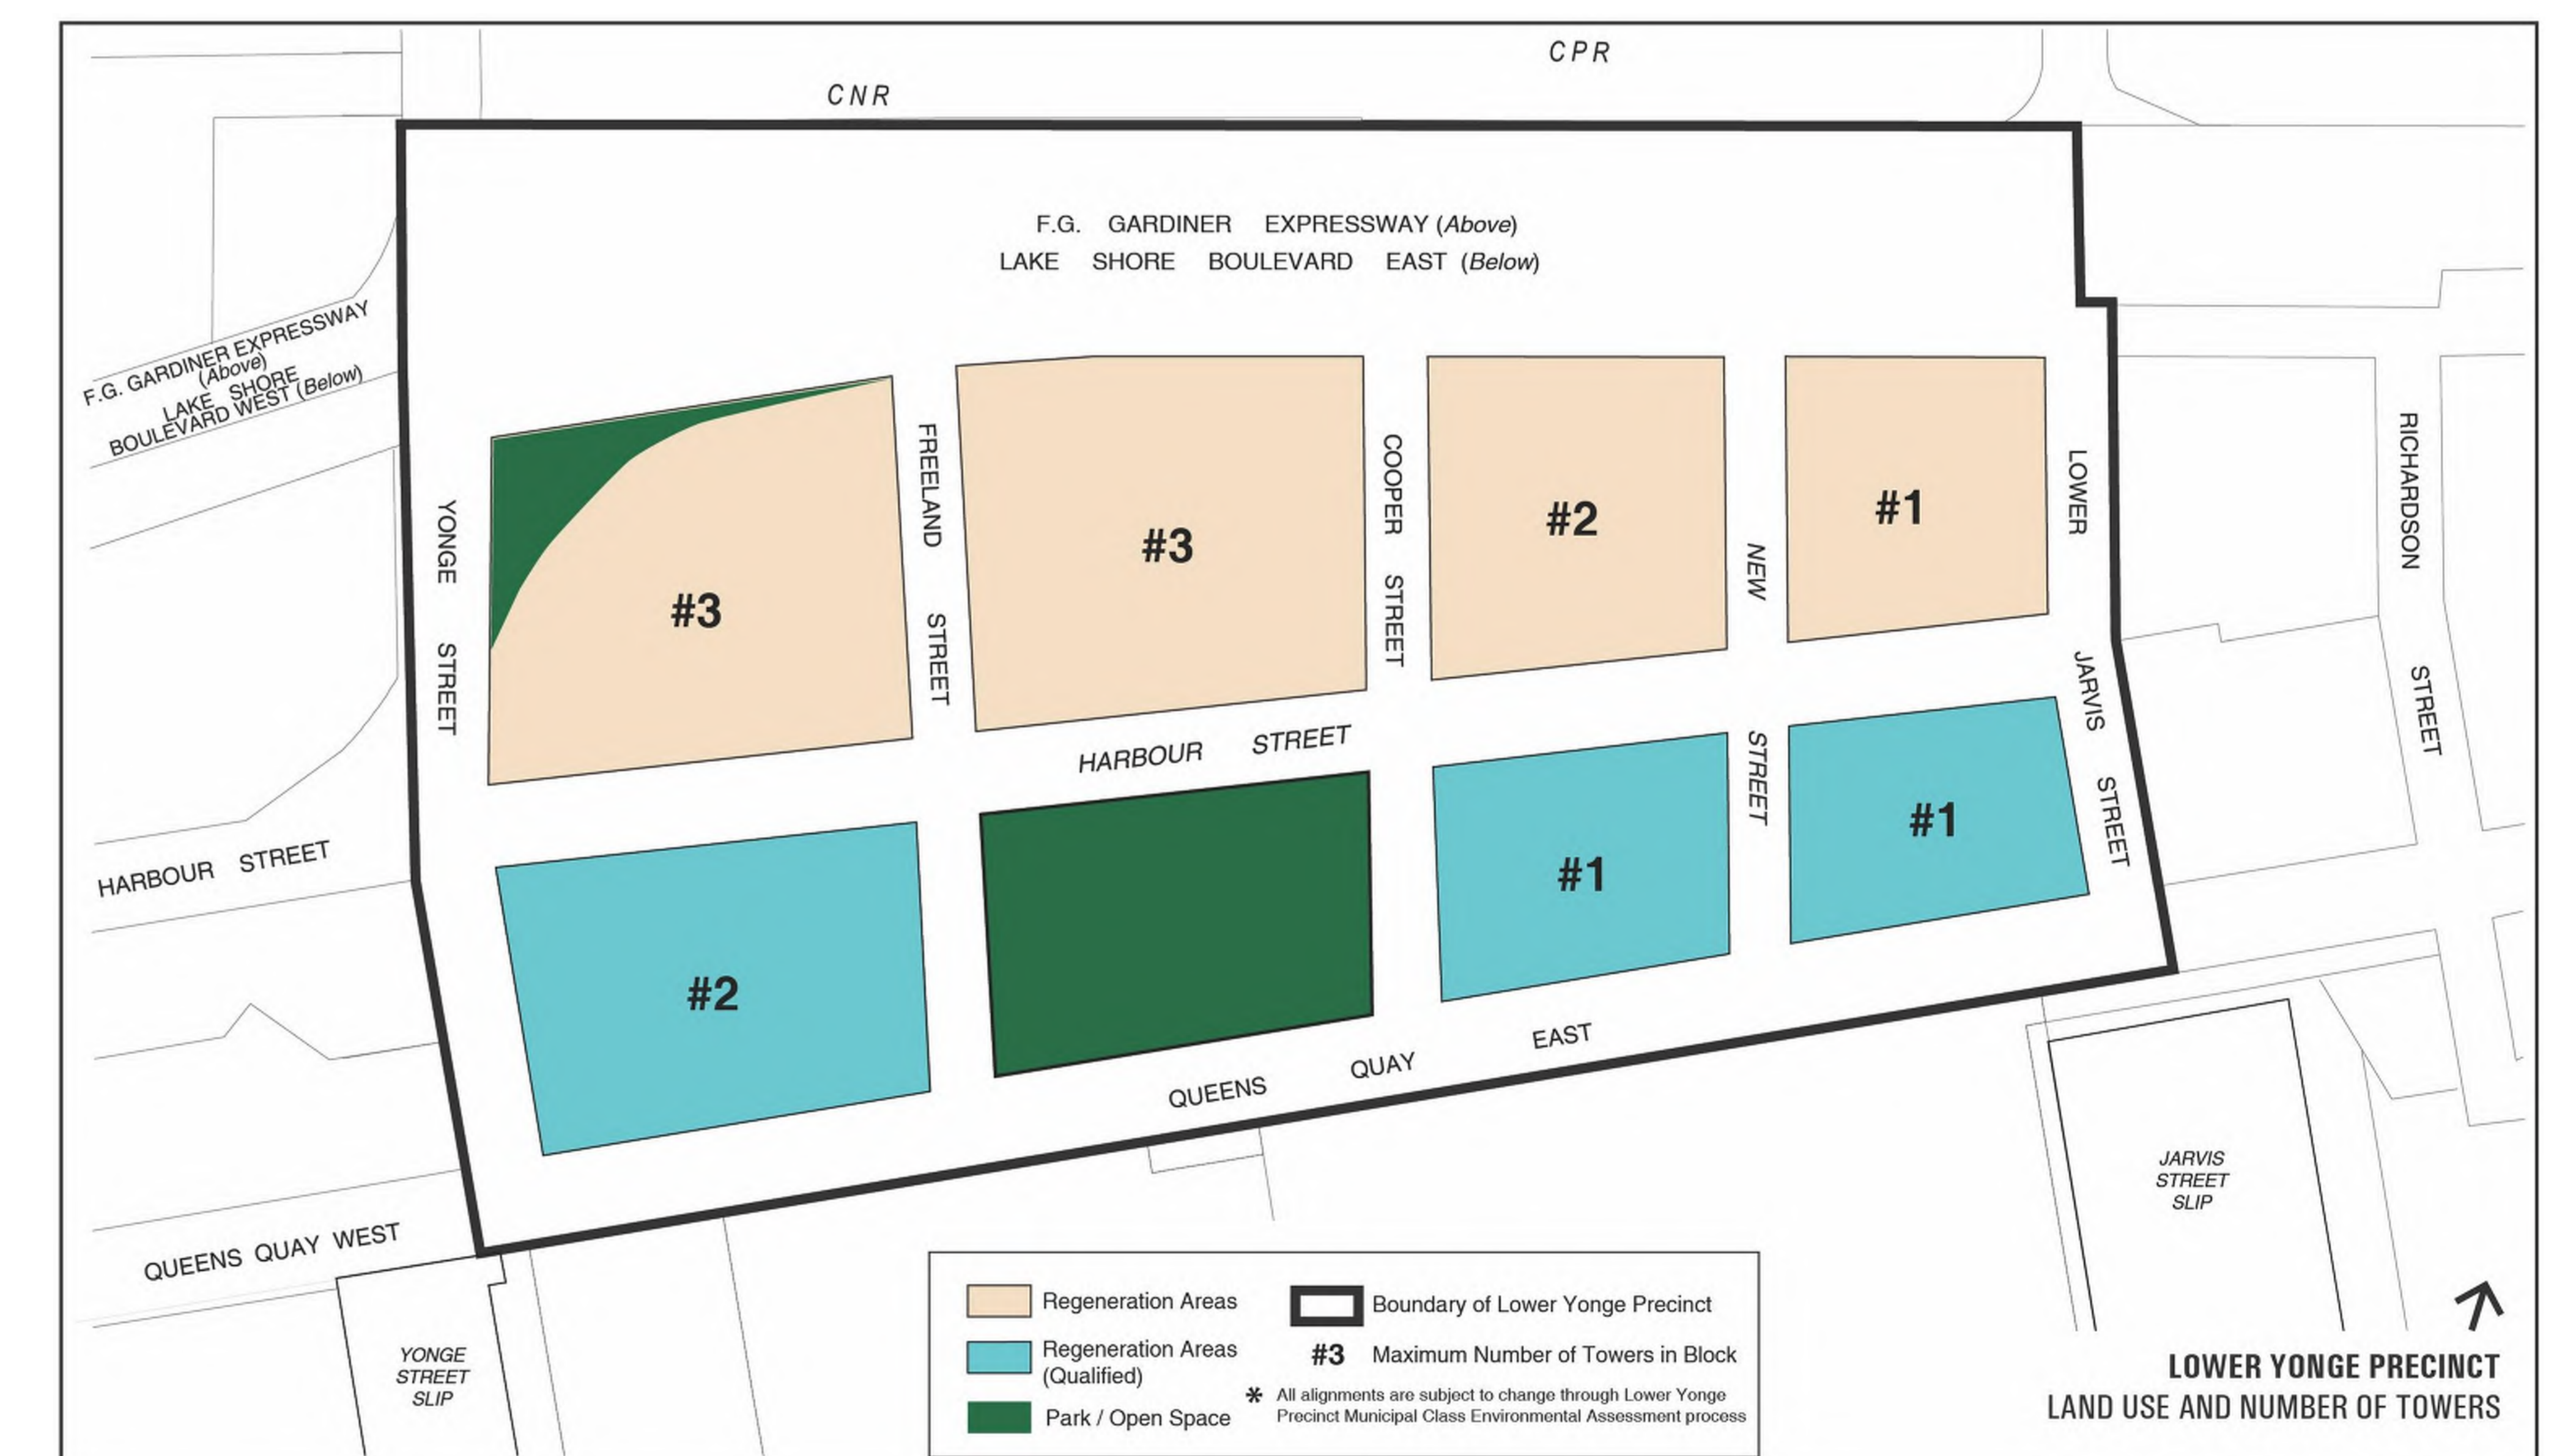 CPR
CNR
F.G. GARDINER EXPRESSWAY (Above)
LAKE SHORE BOULEVARD EAST (Below)
F.G. GARDINER EXPRESSWAY
(Above)
LAKE SHORE
BOULEVARD WEST (Below)
YONGE STREET
FREELAND STREET
COOPER STREET
NEW STREET
LOWER JARVIS STREET
RICHARDSON STREET
#3
#3
#2
#1
HARBOUR STREET
HARBOUR STREET
#2
#1
#1
QUEENS QUAY EAST
QUEENS QUAY WEST
YONGE
STREET
SLIP
JARVIS
STREET
SLIP
Regeneration Areas
Regeneration Areas
(Qualified)
Park / Open Space
Boundary of Lower Yonge Precinct
#3 Maximum Number of Towers in Block
* All alignments are subject to change through Lower Yonge
Precinct Municipal Class Environmental Assessment process
LOWER YONGE PRECINCT
LAND USE AND NUMBER OF TOWERS